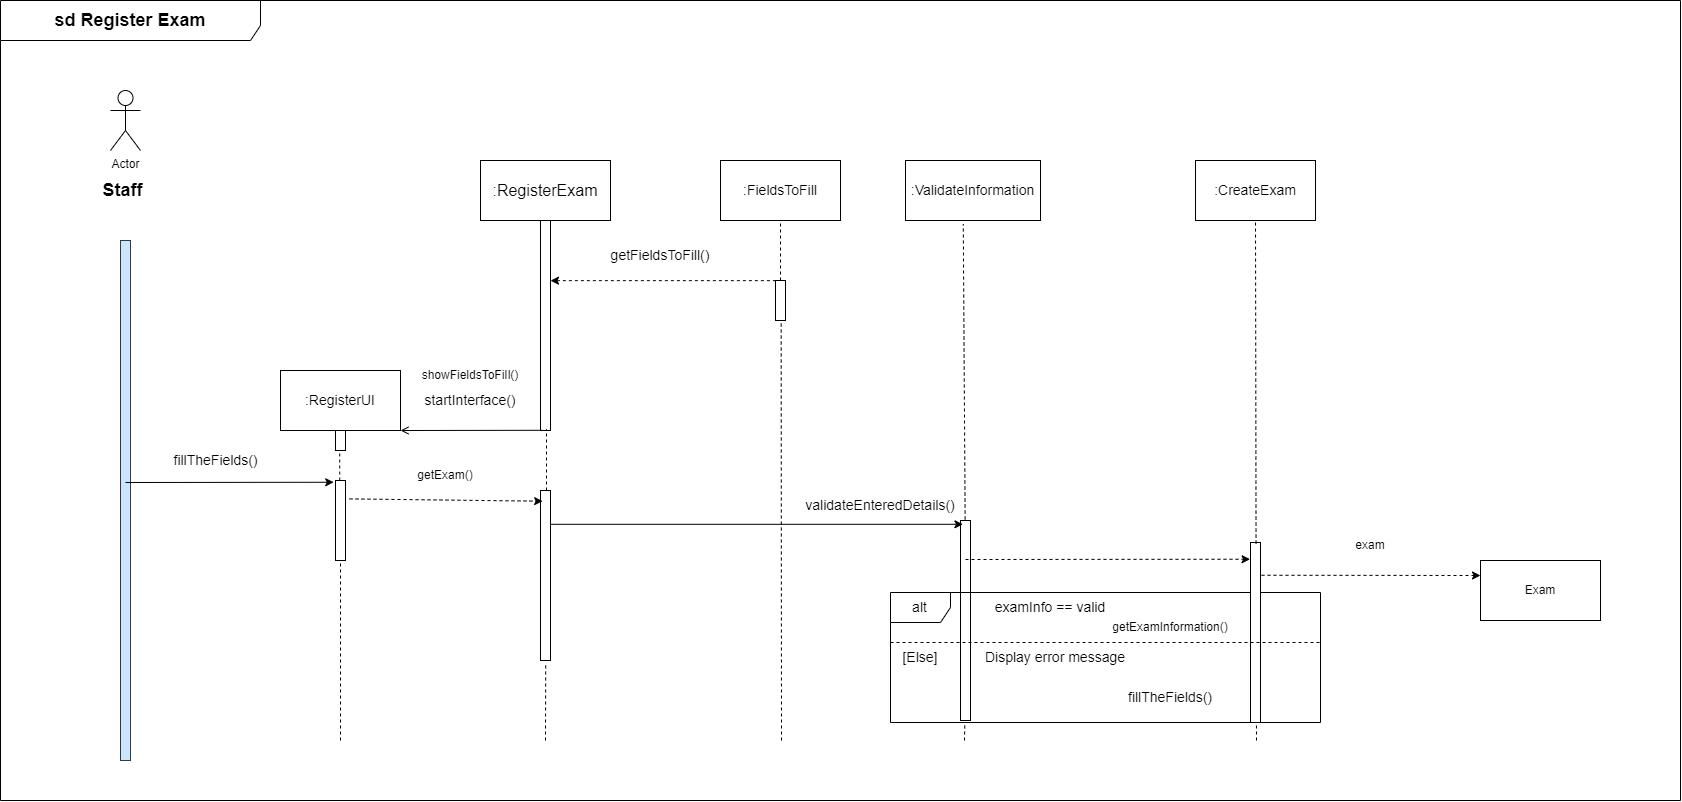 sd Register Exam
Actor
Staff
:RegisterExam
:FieldsToFill
:ValidateInformation
:CreateExam
getFieldsToFill()
showFieldsToFill()
:RegisterUI
startInterface()
fillTheFields()
getExam()
validateEnteredDetails()
exam
Exam
alt
examInfo == valid
getExamInformation()
[Else]
Display error message
fillTheFields()